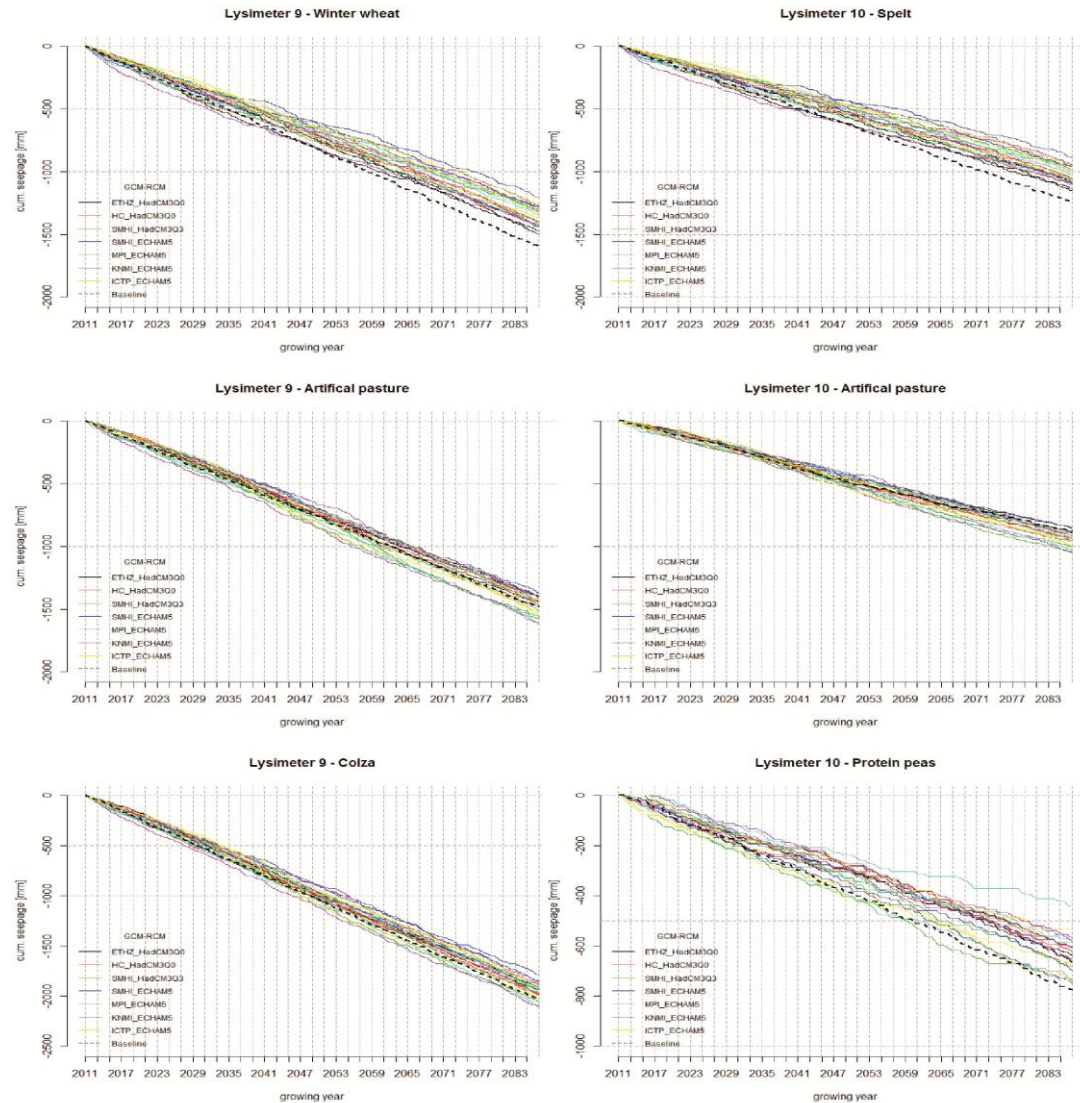 Lysimeter 9 - Winter wheat
cum. seepage [mm]
0
-500
-1000
-1500
-2000
GCM-RCM
ETHZ_HadCM3Q0
HC_HadCM3Q0
SMHI_HadCM3Q3
SMHI_ECHAM5
MPI_ECHAM5
KNMI_ECHAM5
ICTP_ECHAM5
Baseline
2011 2017 2023 2029 2035 2041 2047 2053 2059 2065 2071 2077 2083
growing year
Lysimeter 10 - Spelt
cum. seepage [mm]
0
-500
-1000
-1500
-2000
GCM-RCM
ETHZ_HadCM3Q0
HC_HadCM3Q0
SMHI_HadCM3Q3
SMHI_ECHAM5
MPI_ECHAM5
KNMI_ECHAM5
ICTP_ECHAM5
Baseline
2011 2017 2023 2029 2035 2041 2047 2053 2059 2065 2071 2077 2083
growing year
Lysimeter 9 - Artifical pasture
cum. seepage [mm]
0
-500
-1000
-1500
-2000
GCM-RCM
ETHZ_HadCM3Q0
HC_HadCM3Q0
SMHI_HadCM3Q3
SMHI_ECHAM5
MPI_ECHAM5
KNMI_ECHAM5
ICTP_ECHAM5
Baseline
2011 2017 2023 2029 2035 2041 2047 2053 2059 2065 2071 2077 2083
growing year
Lysimeter 10 - Artifical pasture
cum. seepage [mm]
0
-500
-1000
-1500
-2000
GCM-RCM
ETHZ_HadCM3Q0
HC_HadCM3Q0
SMHI_HadCM3Q3
SMHI_ECHAM5
MPI_ECHAM5
KNMI_ECHAM5
ICTP_ECHAM5
Baseline
2011 2017 2023 2029 2035 2041 2047 2053 2059 2065 2071 2077 2083
growing year
Lysimeter 9 - Colza
cum. seepage [mm]
0
-500
-1000
-1500
-2000
-2500
GCM-RCM
ETHZ_HadCM3Q0
HC_HadCM3Q0
SMHI_HadCM3Q3
SMHI_ECHAM5
MPI_ECHAM5
KNMI_ECHAM5
ICTP_ECHAM5
Baseline
2011 2017 2023 2029 2035 2041 2047 2053 2059 2065 2071 2077 2083
growing year
Lysimeter 10 - Protein peas
cum. seepage [mm]
0
-200
-400
-600
-800
-1000
GCM-RCM
ETHZ_HadCM3Q0
HC_HadCM3Q0
SMHI_HadCM3Q3
SMHI_ECHAM5
MPI_ECHAM5
KNMI_ECHAM5
ICTP_ECHAM5
Baseline
2011 2017 2023 2029 2035 2041 2047 2053 2059 2065 2071 2077 2083
growing year